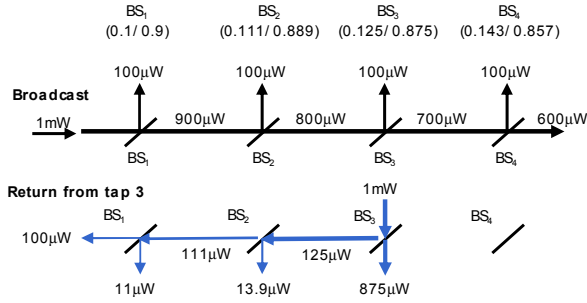 BS1 BS2 BS3 BS4
(0.1/ 0.9) (0.111/ 0.889) (0.125/ 0.875) (0.143/ 0.857)
100µW 100µW 100µW 100µW
Broadcast
1mW 900µW 800µW 700µW 600µW
BS1 BS2 BS3 BS4
Return from tap 3
1mW
BS1 BS2 BS3 BS4
100µW 111µW 125µW
11µW 13.9µW 875µW